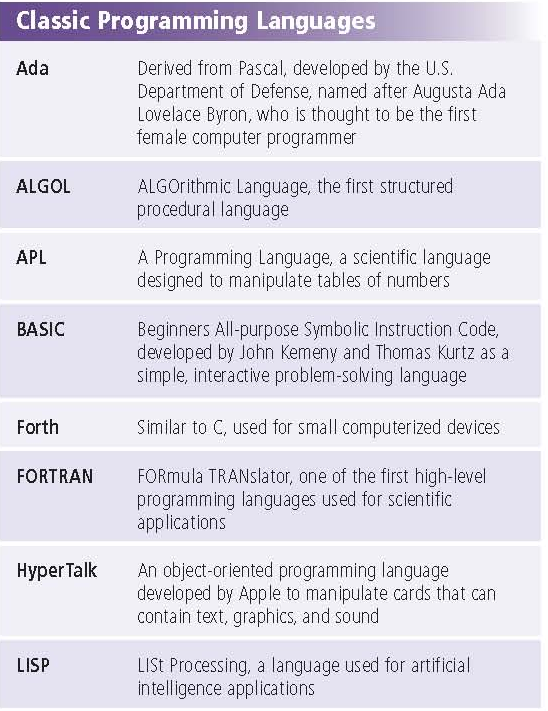 Classic Programming Languages
Ada
Derived from Pascal, developed by the U.S.
Department of Defense, named after Augusta Ada
Lovelace Byron, who is thought to be the first
female computer programmer
ALGOL
ALGOrithmic Language, the first structured
procedural language
APL
A Programming Language, a scientific language
designed to manipulate tables of numbers
BASIC
Beginners All-purpose Symbolic Instruction Code,
developed by John Kemeny and Thomas Kurtz as a
simple, interactive problem-solving language
Forth
Similar to C, used for small computerized devices
FORTRAN
FORmula TRANslator, one of the first high-level
programming languages used for scientific
applications
HyperTalk
An object-oriented programming language
developed by Apple to manipulate cards that can
contain text, graphics, and sound
LISP
LISt Processing, a language used for artificial
intelligence applications